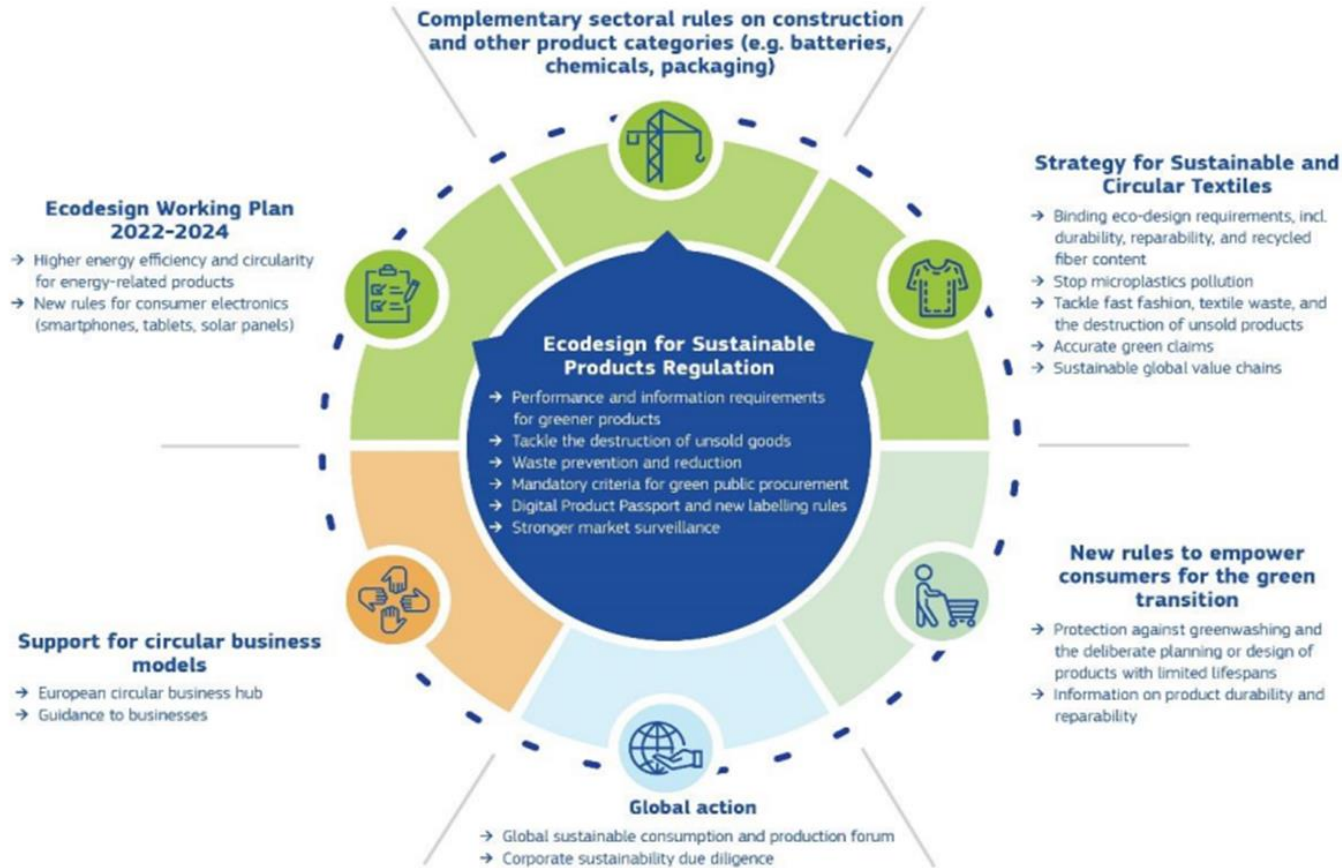 Complementary sectoral rules on construction
and other product categories (e.g. batteries,
chemicals, packaging)
Strategy for Sustainable and
Circular Textiles
→ Binding eco-design requirements, incl.
durability, reparability, and recycled
fiber content
→ Stop microplastics pollution
→ Tackle fast fashion, textile waste, and
the destruction of unsold products
→ Accurate green claims
→ Sustainable global value chains
Ecodesign Working Plan
2022-2024
→ Higher energy efficiency and circularity
for energy-related products
→ New rules for consumer electronics
(smartphones, tablets, solar panels)
Ecodesign for Sustainable
Products Regulation
→ Performance and information requirements
for greener products
→ Tackle the destruction of unsold goods
→ Waste prevention and reduction
→ Mandatory criteria for green public procurement
→ Digital Product Passport and new labelling rules
→ Stronger market surveillance
New rules to empower
consumers for the green
transition
→ Protection against greenwashing and
the deliberate planning or design of
products with limited lifespans
→ Information on product durability and
reparability
Support for circular business
models
→ European circular business hub
→ Guidance to businesses
Global action
→ Global sustainable consumption and production forum
→ Corporate sustainability due diligence